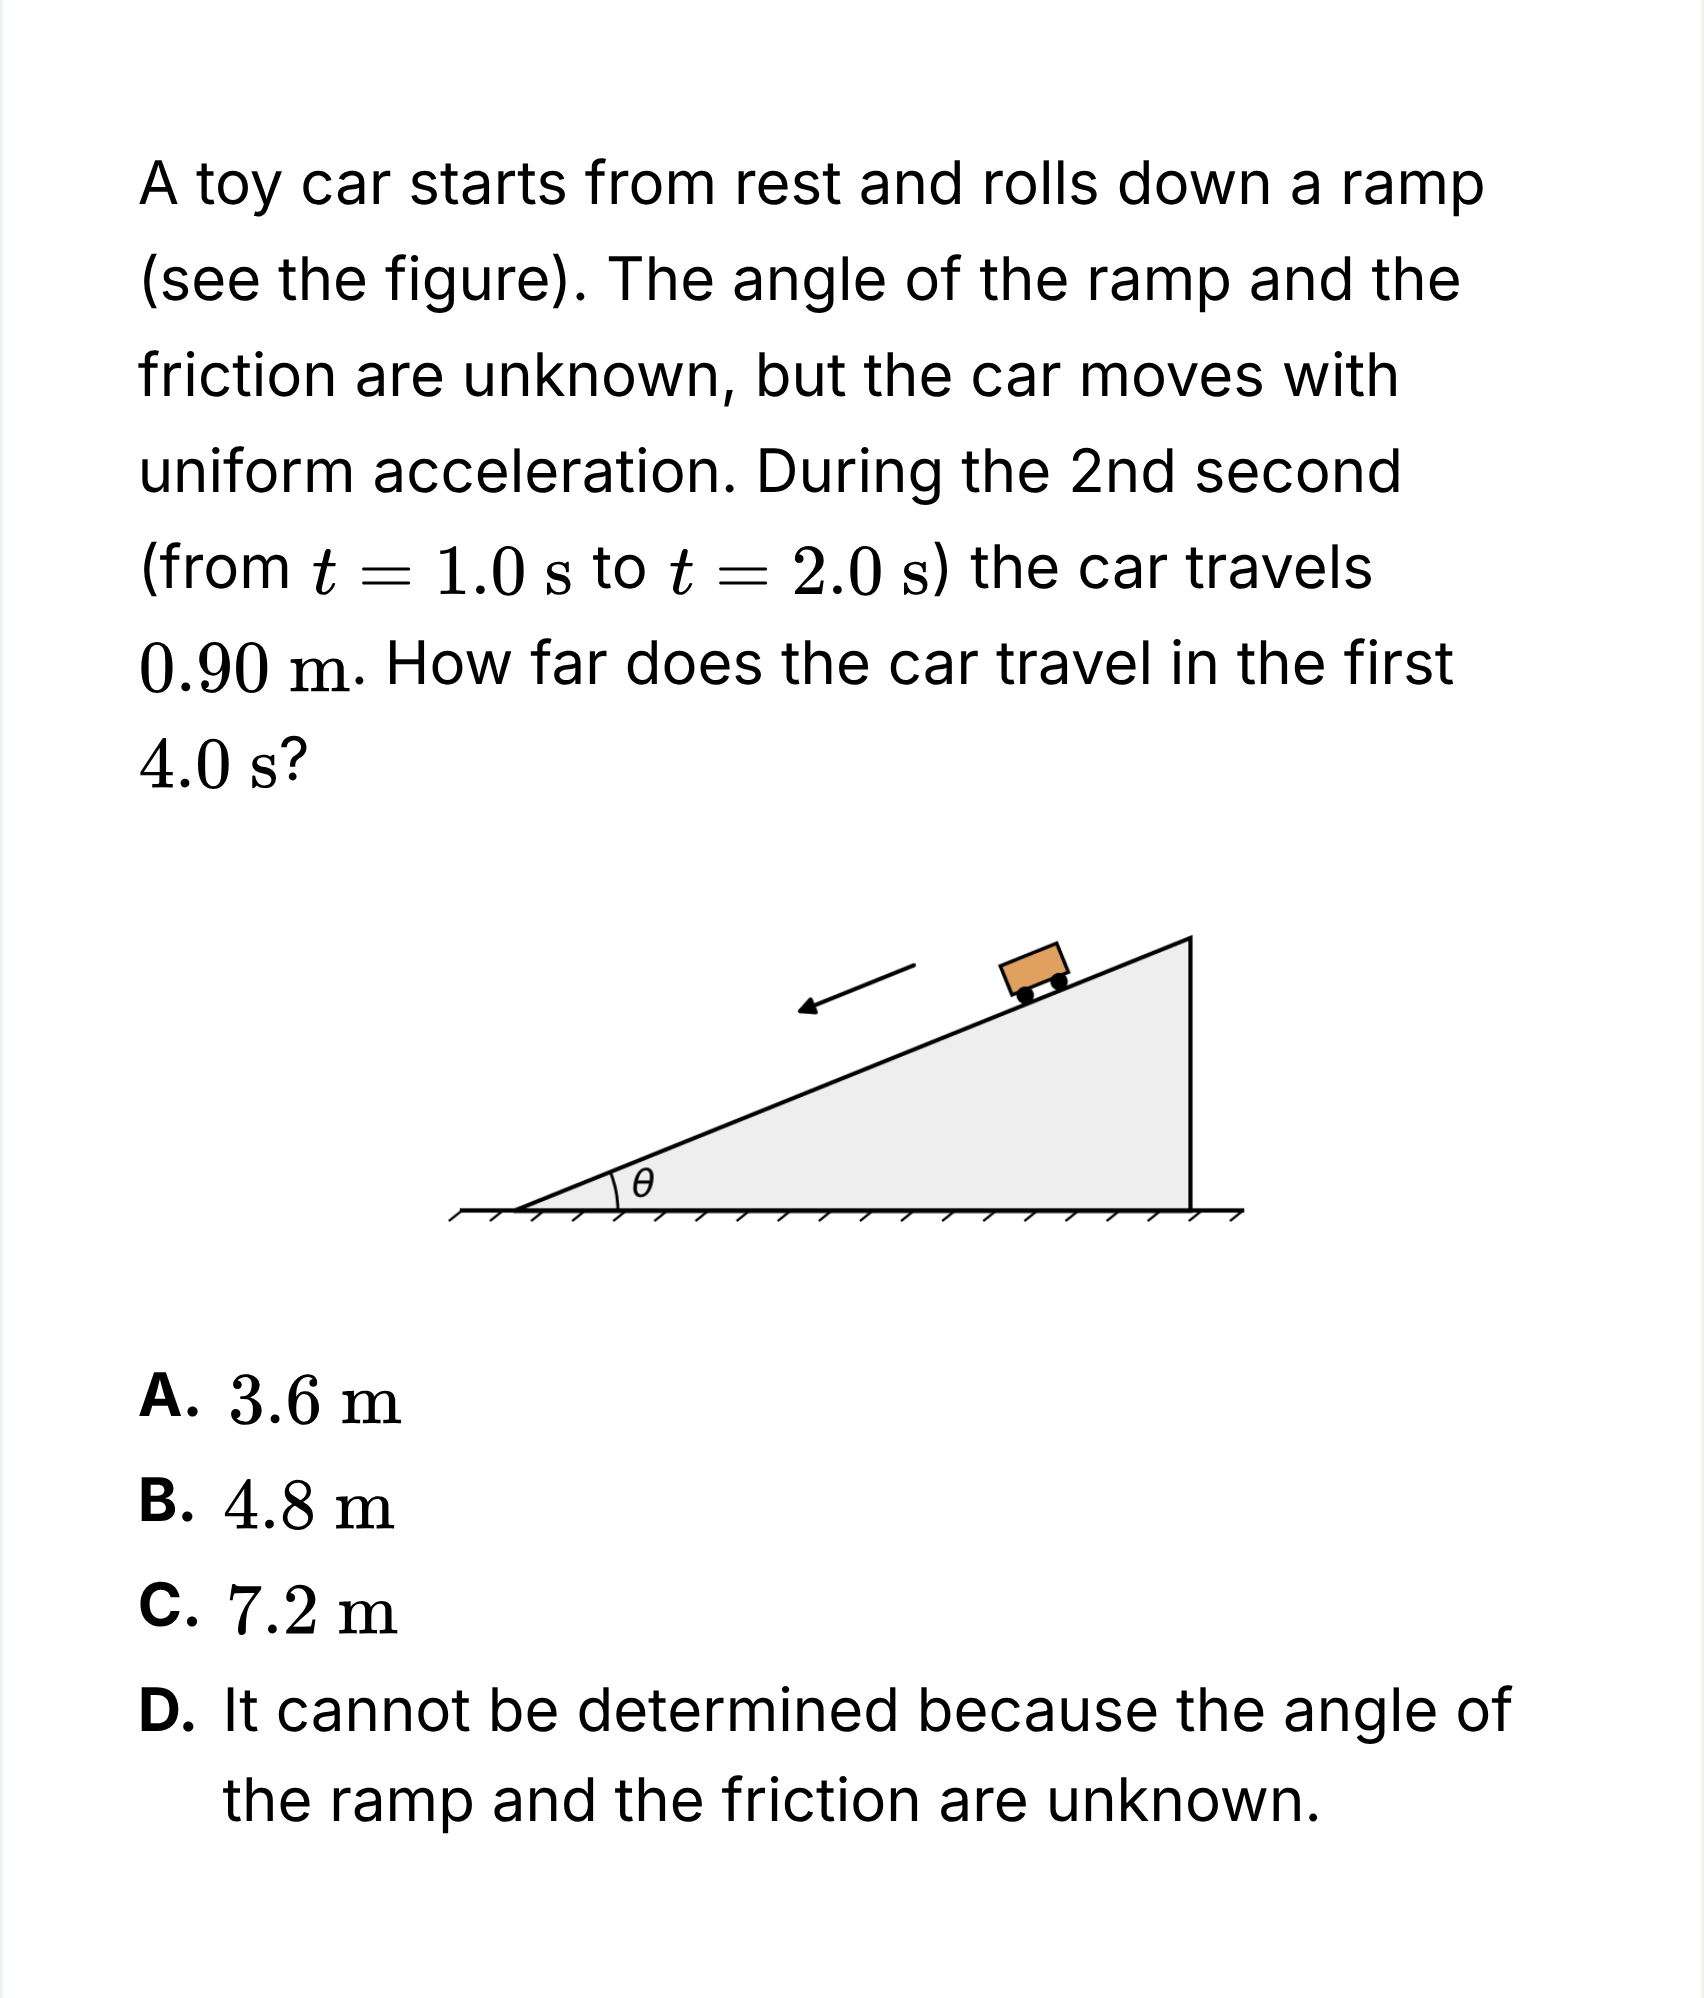 A toy car starts from rest and rolls down a ramp
(see the figure). The angle of the ramp and the
friction are unknown, but the car moves with
uniform acceleration. During the 2nd second
(from t = 1.0 s to t = 2.0 s) the car travels
0.90 m. How far does the car travel in the first
4.0 s?
θ
A. 3.6 m
B. 4.8 m
C. 7.2 m
D. It cannot be determined because the angle of
the ramp and the friction are unknown.